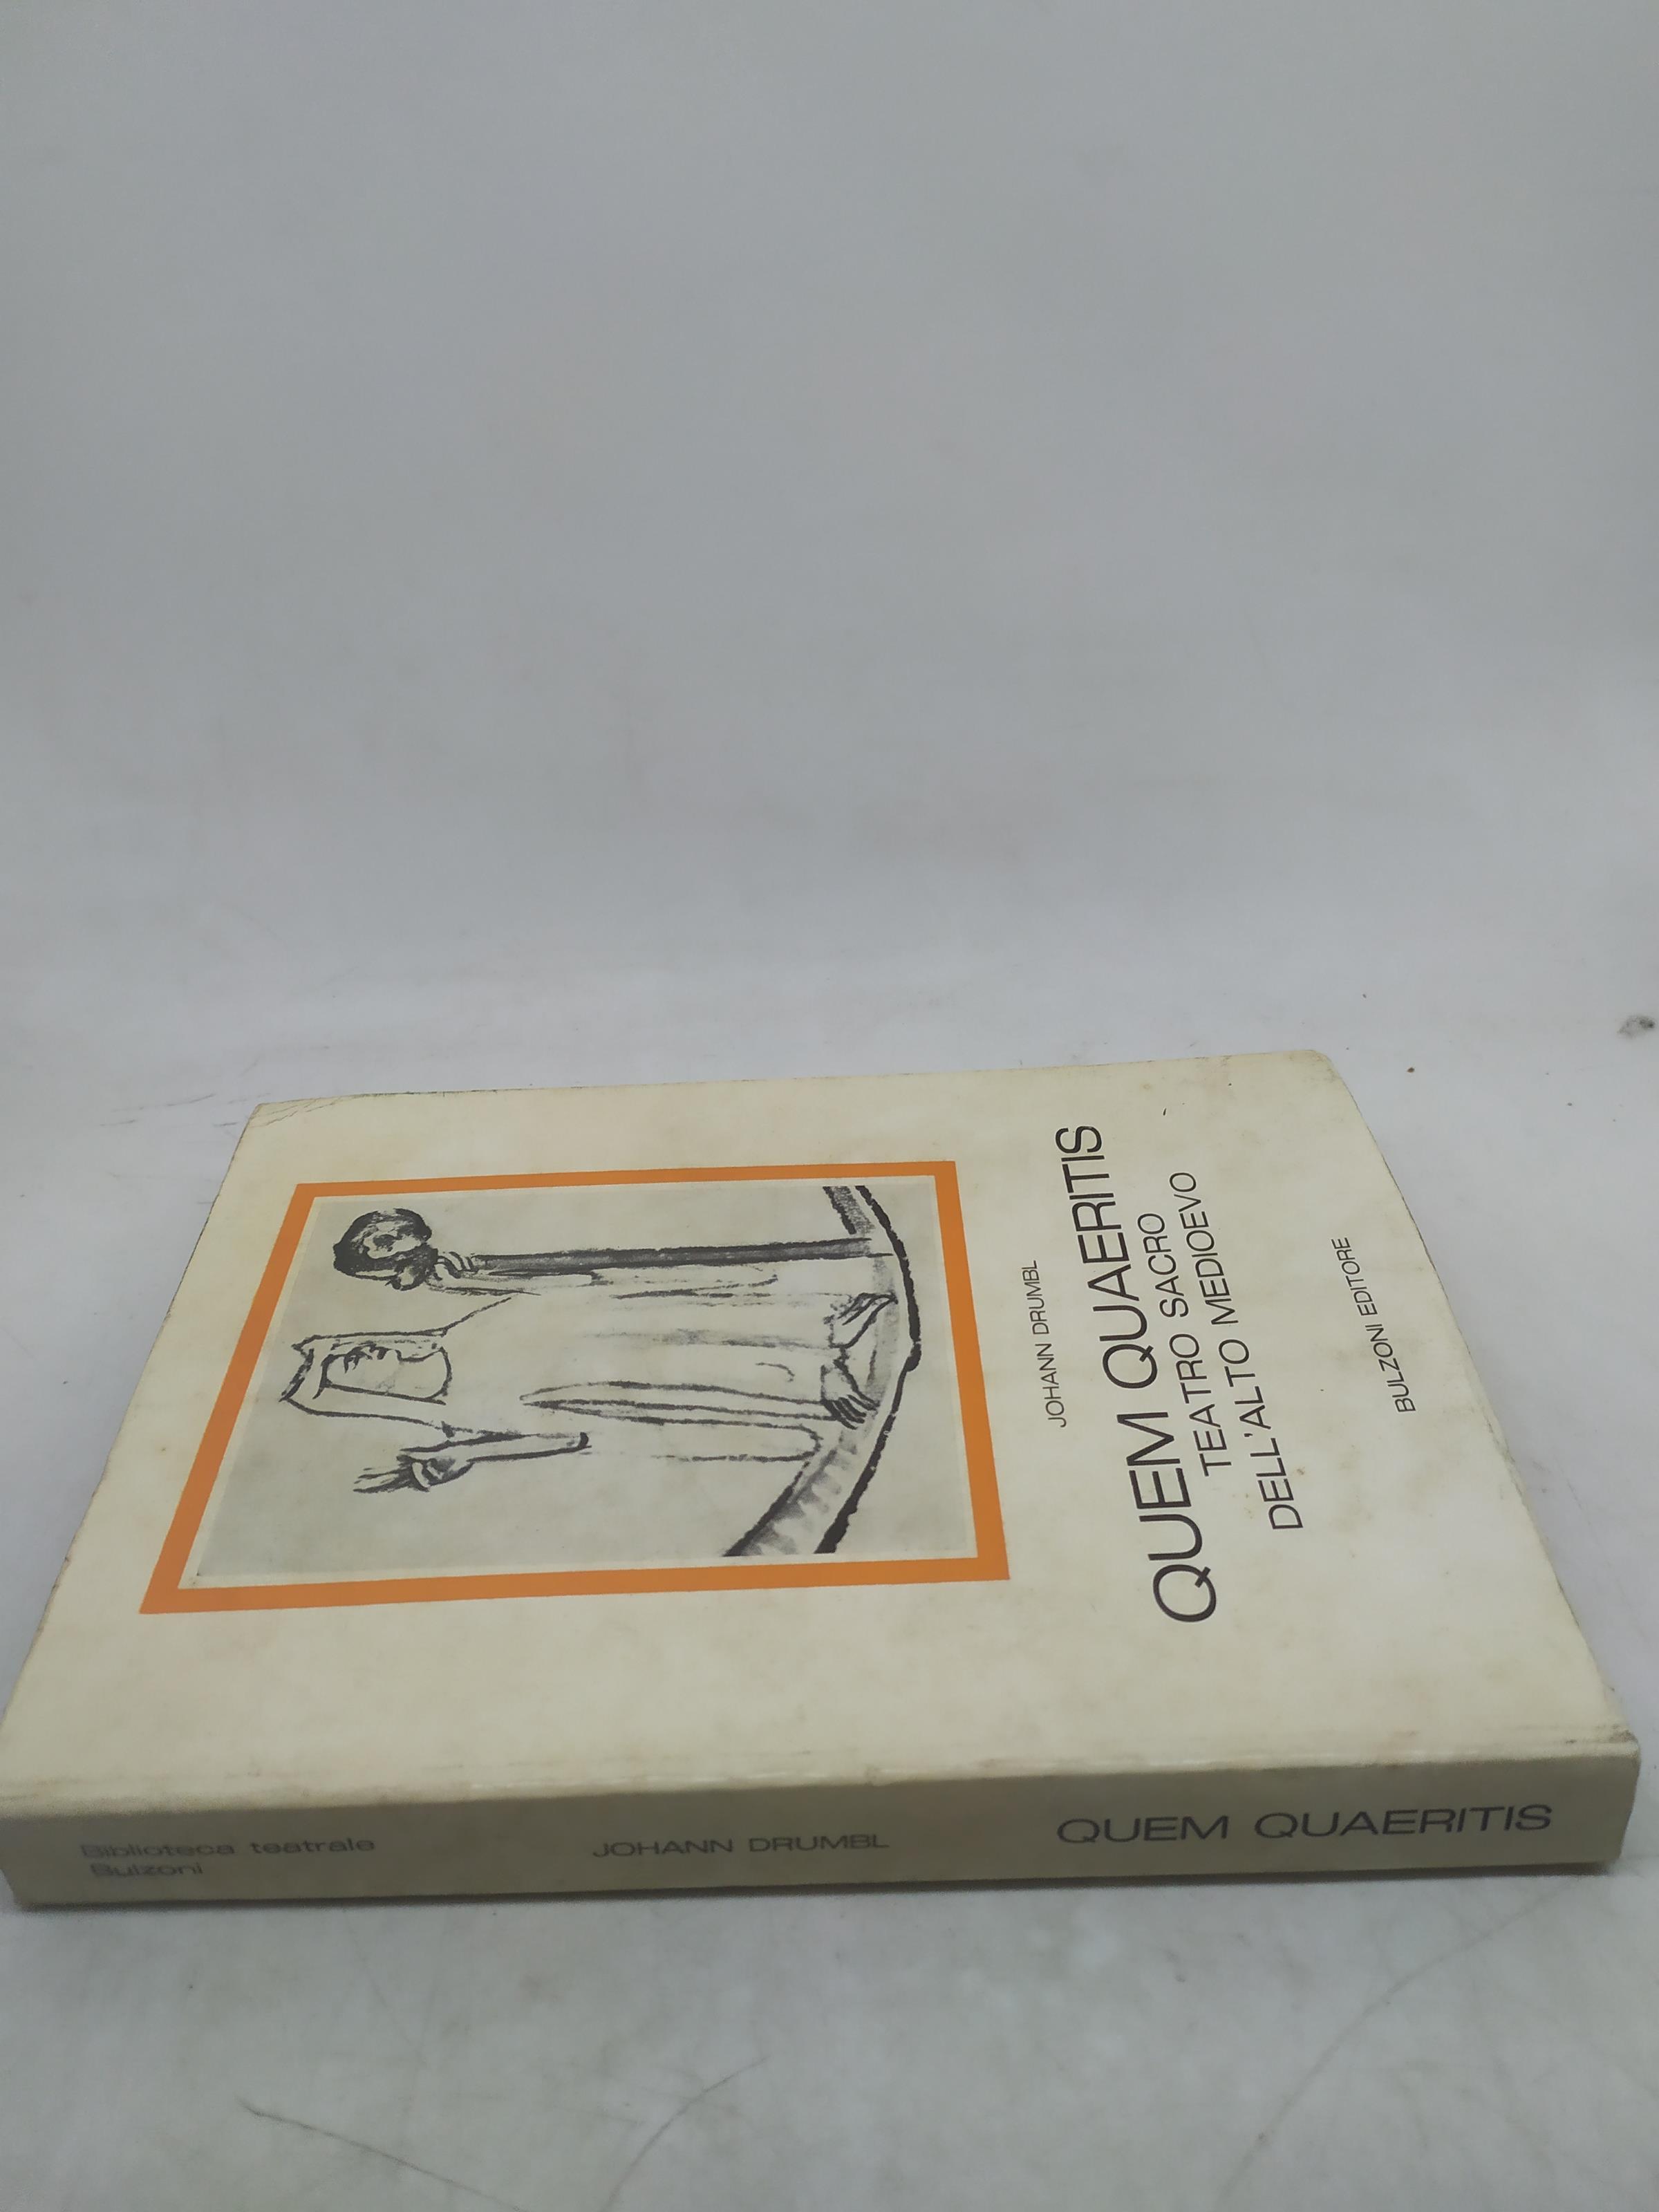 JOHANN DRUMBL
QUEM QUAERITIS
TEATRO SACRO
DELL'ALTO MEDIOEVO
BULZONI EDITORE
Biblioteca teatrale
Bulzoni
JOHANN DRUMBL
QUEM QUAERITIS